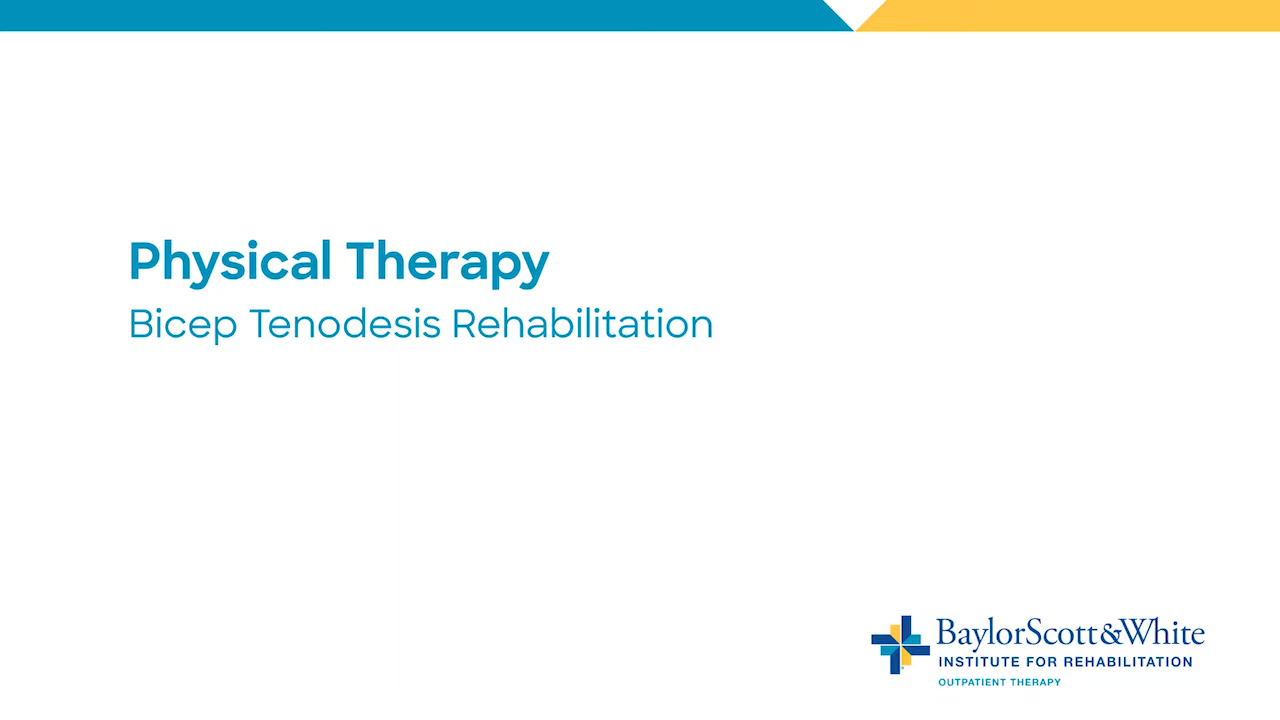 Physical Therapy
Bicep Tenodesis Rehabilitation
BaylorScott&White
INSTITUTE FOR REHABILITATION
OUTPATIENT THERAPY